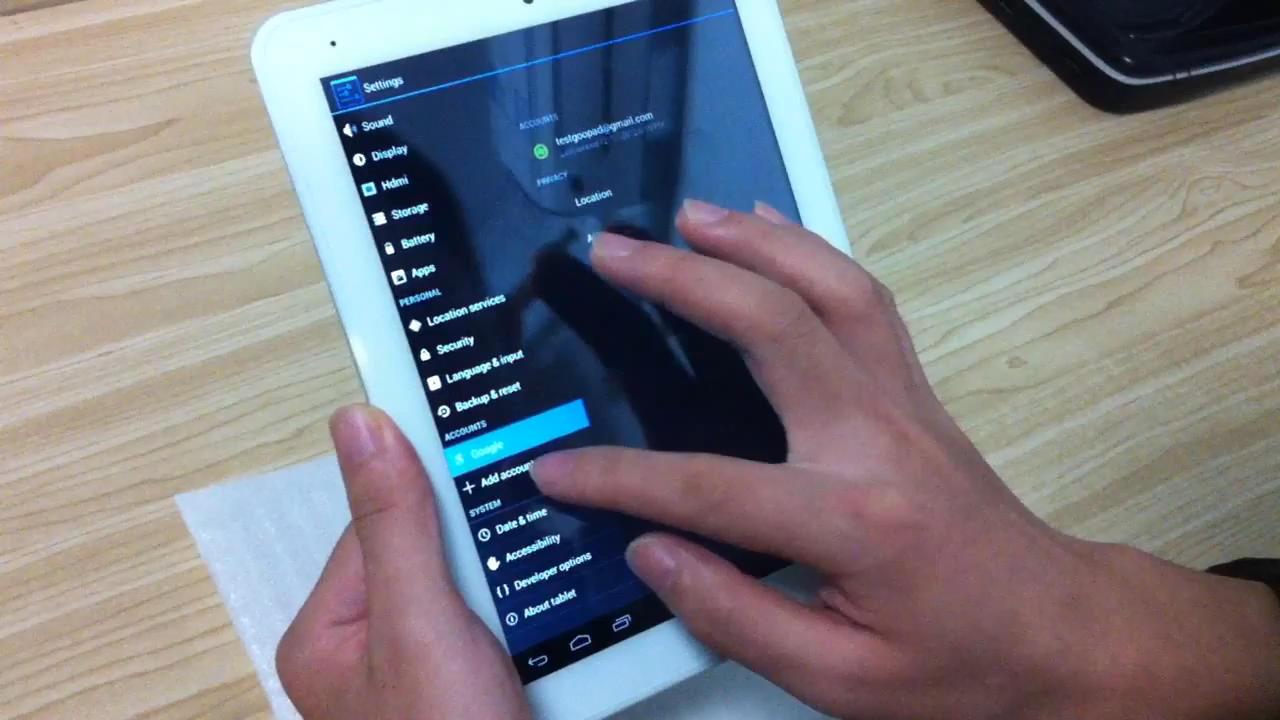 Settings
Sound
Display
Hdmi
Storage
Battery
Apps
PERSONAL
Location services
Security
Language & input
Backup & reset
ACCOUNTS
Google
Add account
SYSTEM
Date & time
Accessibility
Developer options
About tablet
ACCOUNTS
testgoopad@gmail.com
PRIVACY
Location